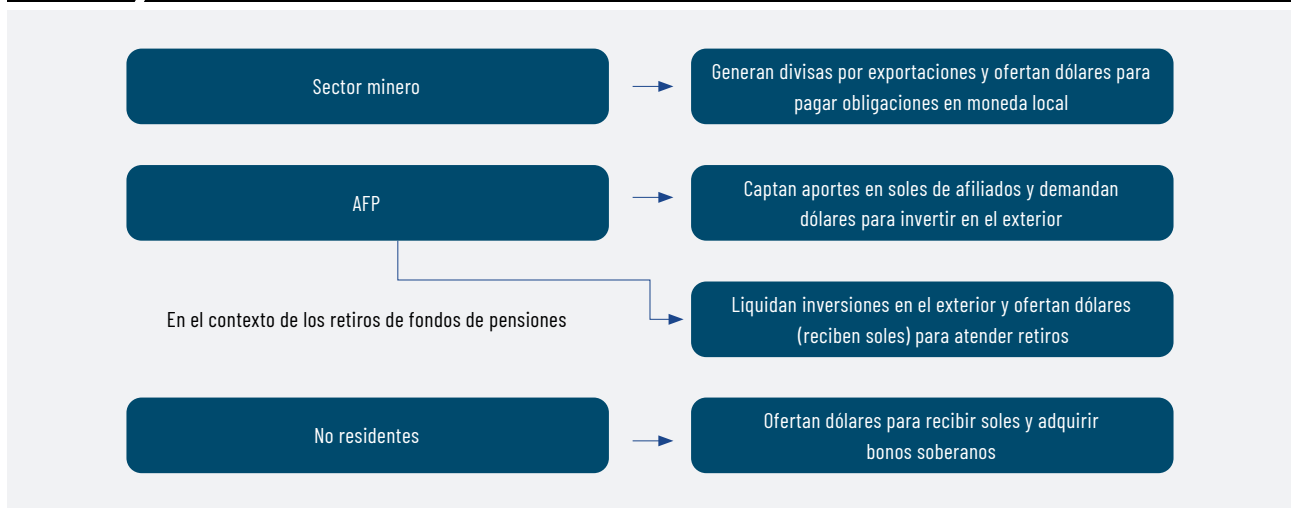 Sector minero
Generan divisas por exportaciones y ofertan dólares para
pagar obligaciones en moneda local
AFP
Captan aportes en soles de afiliados y demandan
dólares para invertir en el exterior
En el contexto de los retiros de fondos de pensiones
Liquidan inversiones en el exterior y ofertan dólares
(reciben soles) para atender retiros
No residentes
Ofertan dólares para recibir soles y adquirir
bonos soberanos